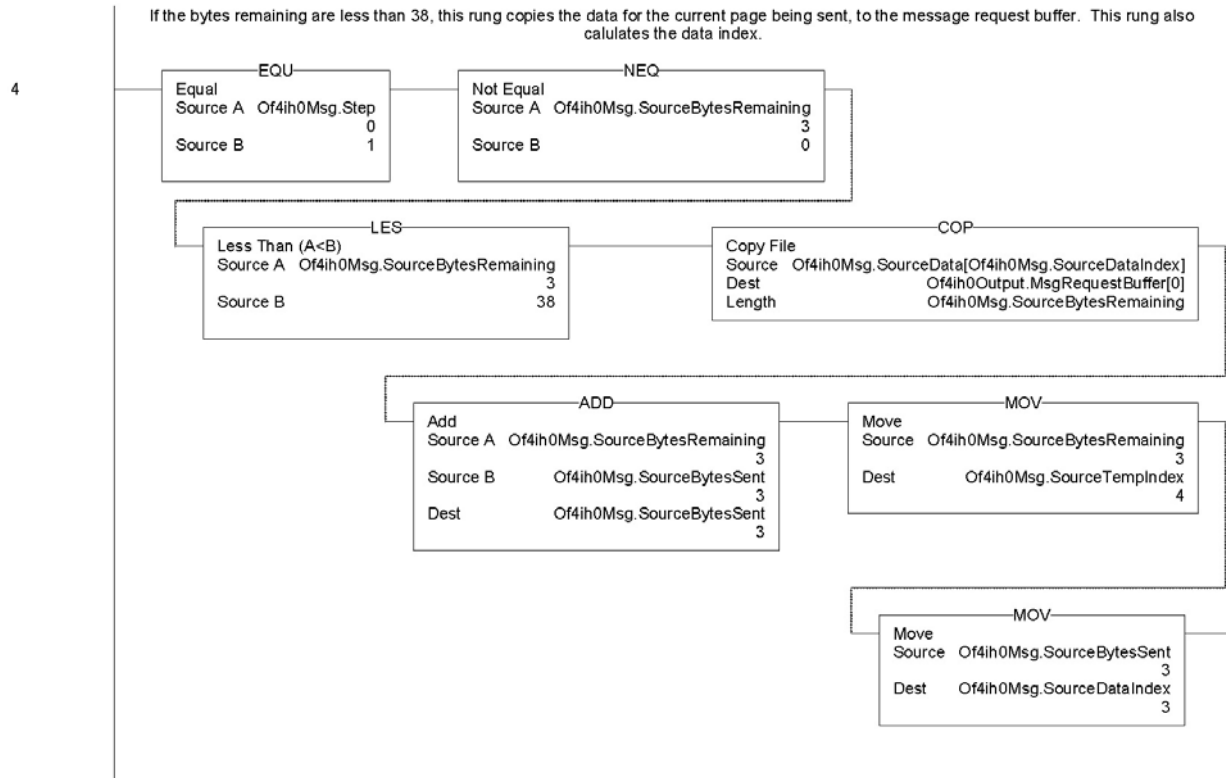 If the bytes remaining are less than 38, this rung copies the data for the current page being sent, to the message request buffer. This rung also
calulates the data index.
4
EQU
Equal
Source A Of4ih0Msg.Step
0
Source B 1
NEQ
Not Equal
Source A Of4ih0Msg.SourceBytesRemaining
3
Source B 0
LES
Less Than (A<B)
Source A Of4ih0Msg.SourceBytesRemaining
3
Source B 38
COP
Copy File
Source Of4ih0Msg.SourceData[Of4ih0Msg.SourceDataIndex]
Dest Of4ih0Output.MsgRequestBuffer[0]
Length Of4ih0Msg.SourceBytesRemaining
ADD
Add
Source A Of4ih0Msg.SourceBytesRemaining
3
Source B Of4ih0Msg.SourceBytesSent
3
Dest Of4ih0Msg.SourceBytesSent
3
MOV
Move
Source Of4ih0Msg.SourceBytesRemaining
3
Dest Of4ih0Msg.SourceTempIndex
4
MOV
Move
Source Of4ih0Msg.SourceBytesSent
3
Dest Of4ih0Msg.SourceDataIndex
3